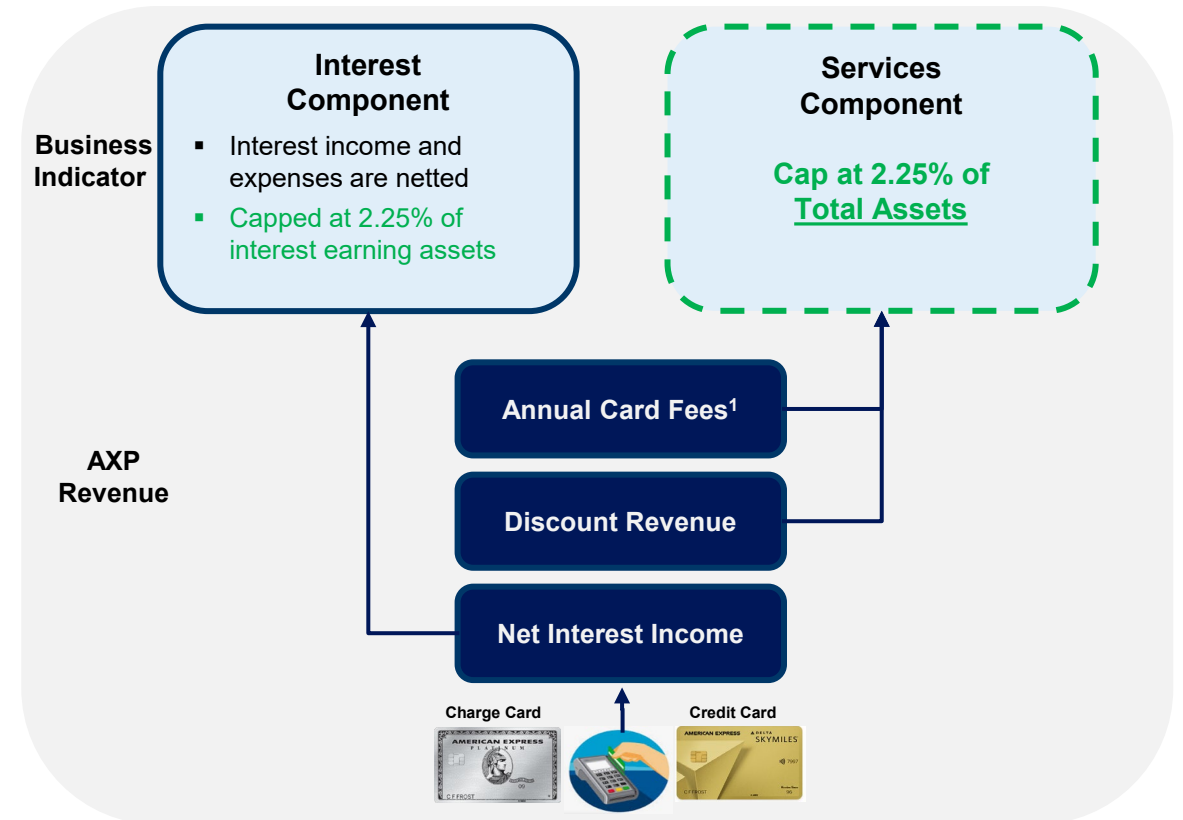 Interest
Component
▪ Interest income and
expenses are netted
▪ Capped at 2.25% of
interest earning assets
Services
Component
Cap at 2.25% of
Total Assets
Business
Indicator
Annual Card Fees¹
AXP
Revenue
Discount Revenue
Net Interest Income
Charge Card
Credit Card
AMERICAN EXPRESS
PLATINUM
99
C F FROST
AMERICAN EXPRESS
DELTA
SKYMILES
7997
C F FROST